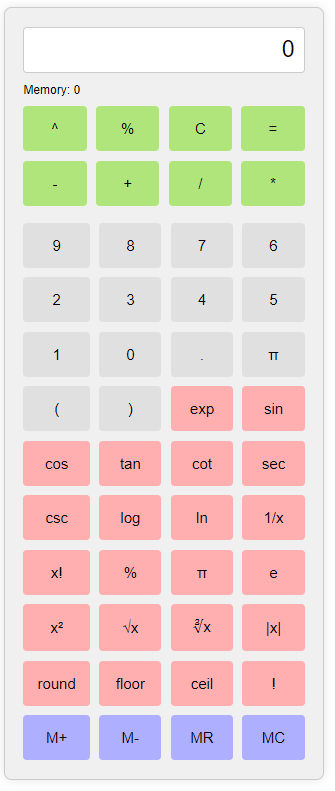 0
Memory: 0
^ % C =
- + / *
9 8 7 6
2 3 4 5
1 0 . π
( ) exp sin
cos tan cot sec
csc log ln 1/x
x! % π e
x² √x ∛x |x|
round floor ceil !
M+ M- MR MC